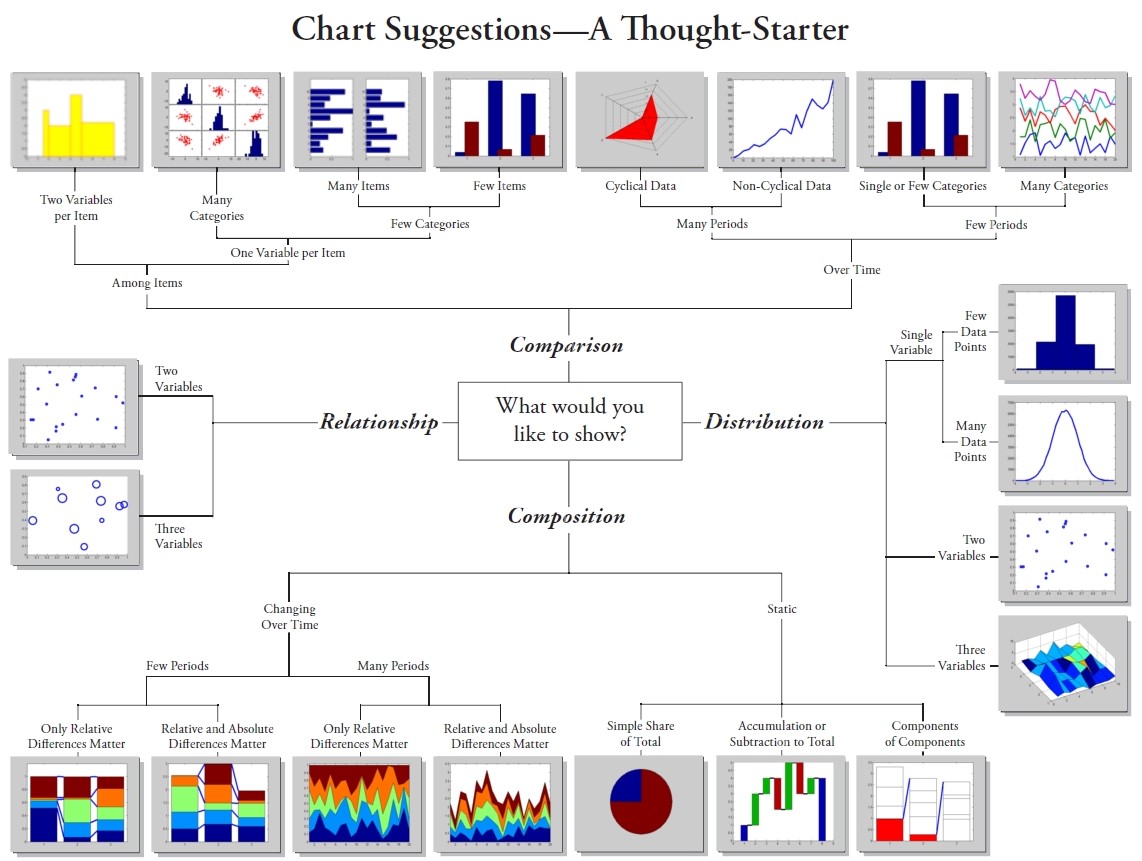 Chart Suggestions—A Thought-Starter
Two Variables
per Item
Many
Categories
Many Items
Few Items
Cyclical Data
Non-Cyclical Data
Single or Few Categories
Many Categories
Few Categories
Many Periods
Few Periods
One Variable per Item
Among Items
Over Time
Comparison
Two
Variables
Relationship
What would you
like to show?
Distribution
Single
Variable
Few
Data
Points
Many
Data
Points
Three
Variables
Two
Variables
Three
Variables
Composition
Changing
Over Time
Static
Few Periods
Many Periods
Only Relative
Differences Matter
Relative and Absolute
Differences Matter
Only Relative
Differences Matter
Relative and Absolute
Differences Matter
Simple Share
of Total
Accumulation or
Subtraction to Total
Components
of Components